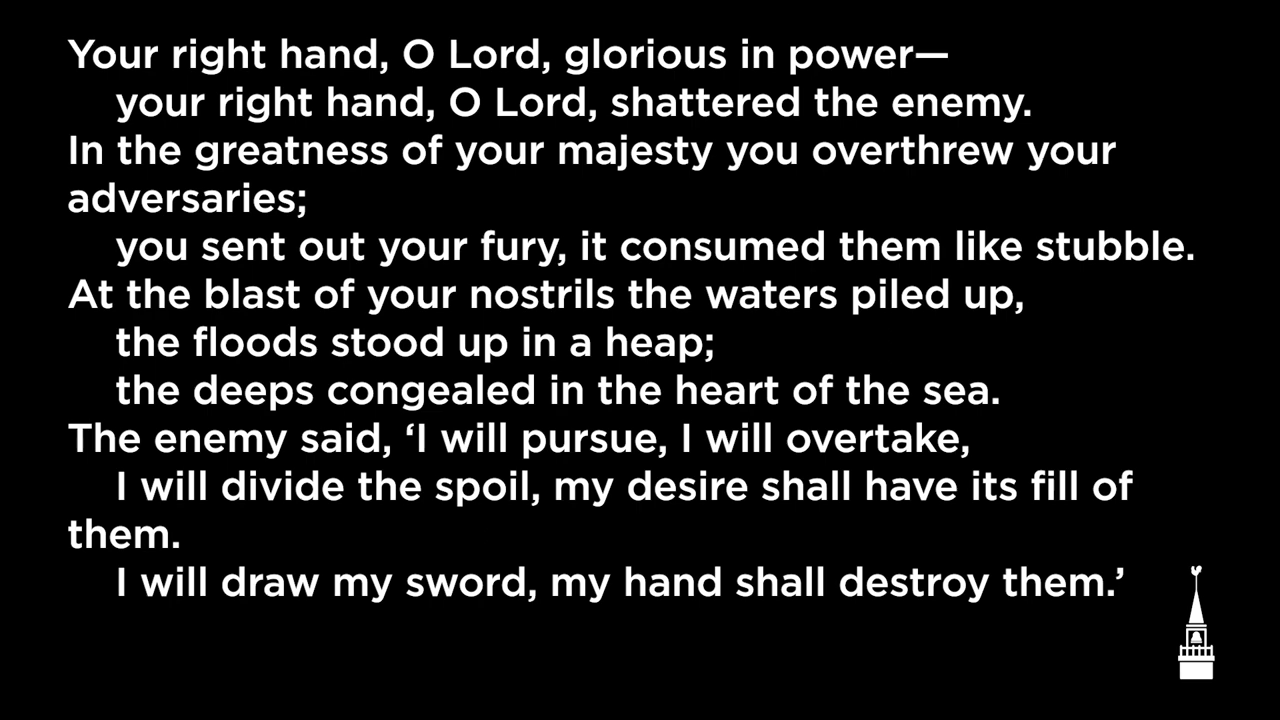 Your right hand, O Lord, glorious in power—
your right hand, O Lord, shattered the enemy.
In the greatness of your majesty you overthrew your
adversaries;
you sent out your fury, it consumed them like stubble.
At the blast of your nostrils the waters piled up,
the floods stood up in a heap;
the deeps congealed in the heart of the sea.
The enemy said, ‘I will pursue, I will overtake,
I will divide the spoil, my desire shall have its fill of
them.
I will draw my sword, my hand shall destroy them.’